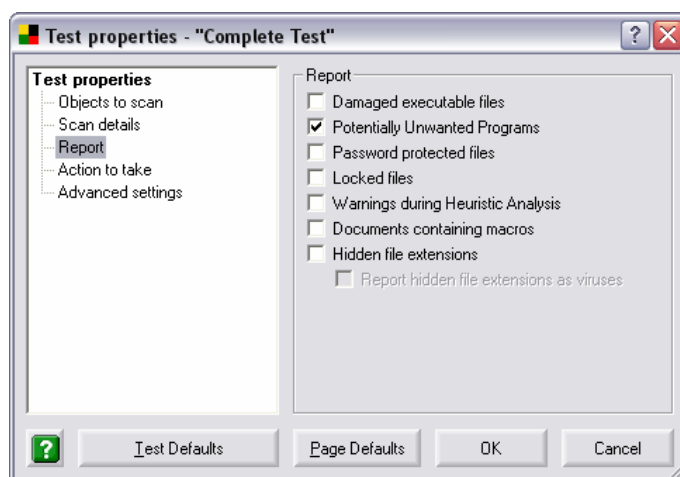 Test properties - "Complete Test"
?
Test properties
Objects to scan
Scan details
Report
Action to take
Advanced settings
Report
Damaged executable files
Potentially Unwanted Programs
Password protected files
Locked files
Warnings during Heuristic Analysis
Documents containing macros
Hidden file extensions
Report hidden file extensions as viruses
?
Test Defaults
Page Defaults
OK
Cancel